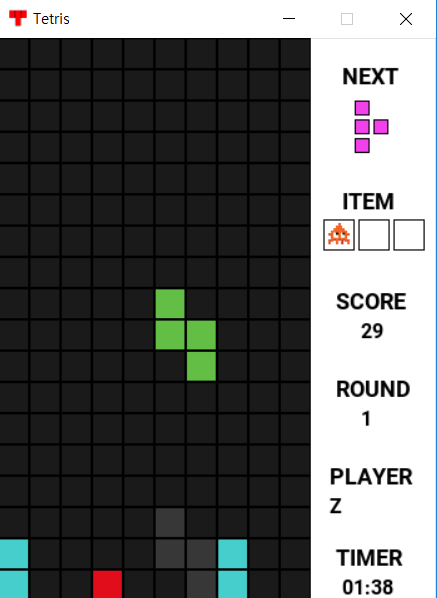 Tetris
NEXT
ITEM
SCORE
29
ROUND
1
PLAYER
Z
TIMER
01:38